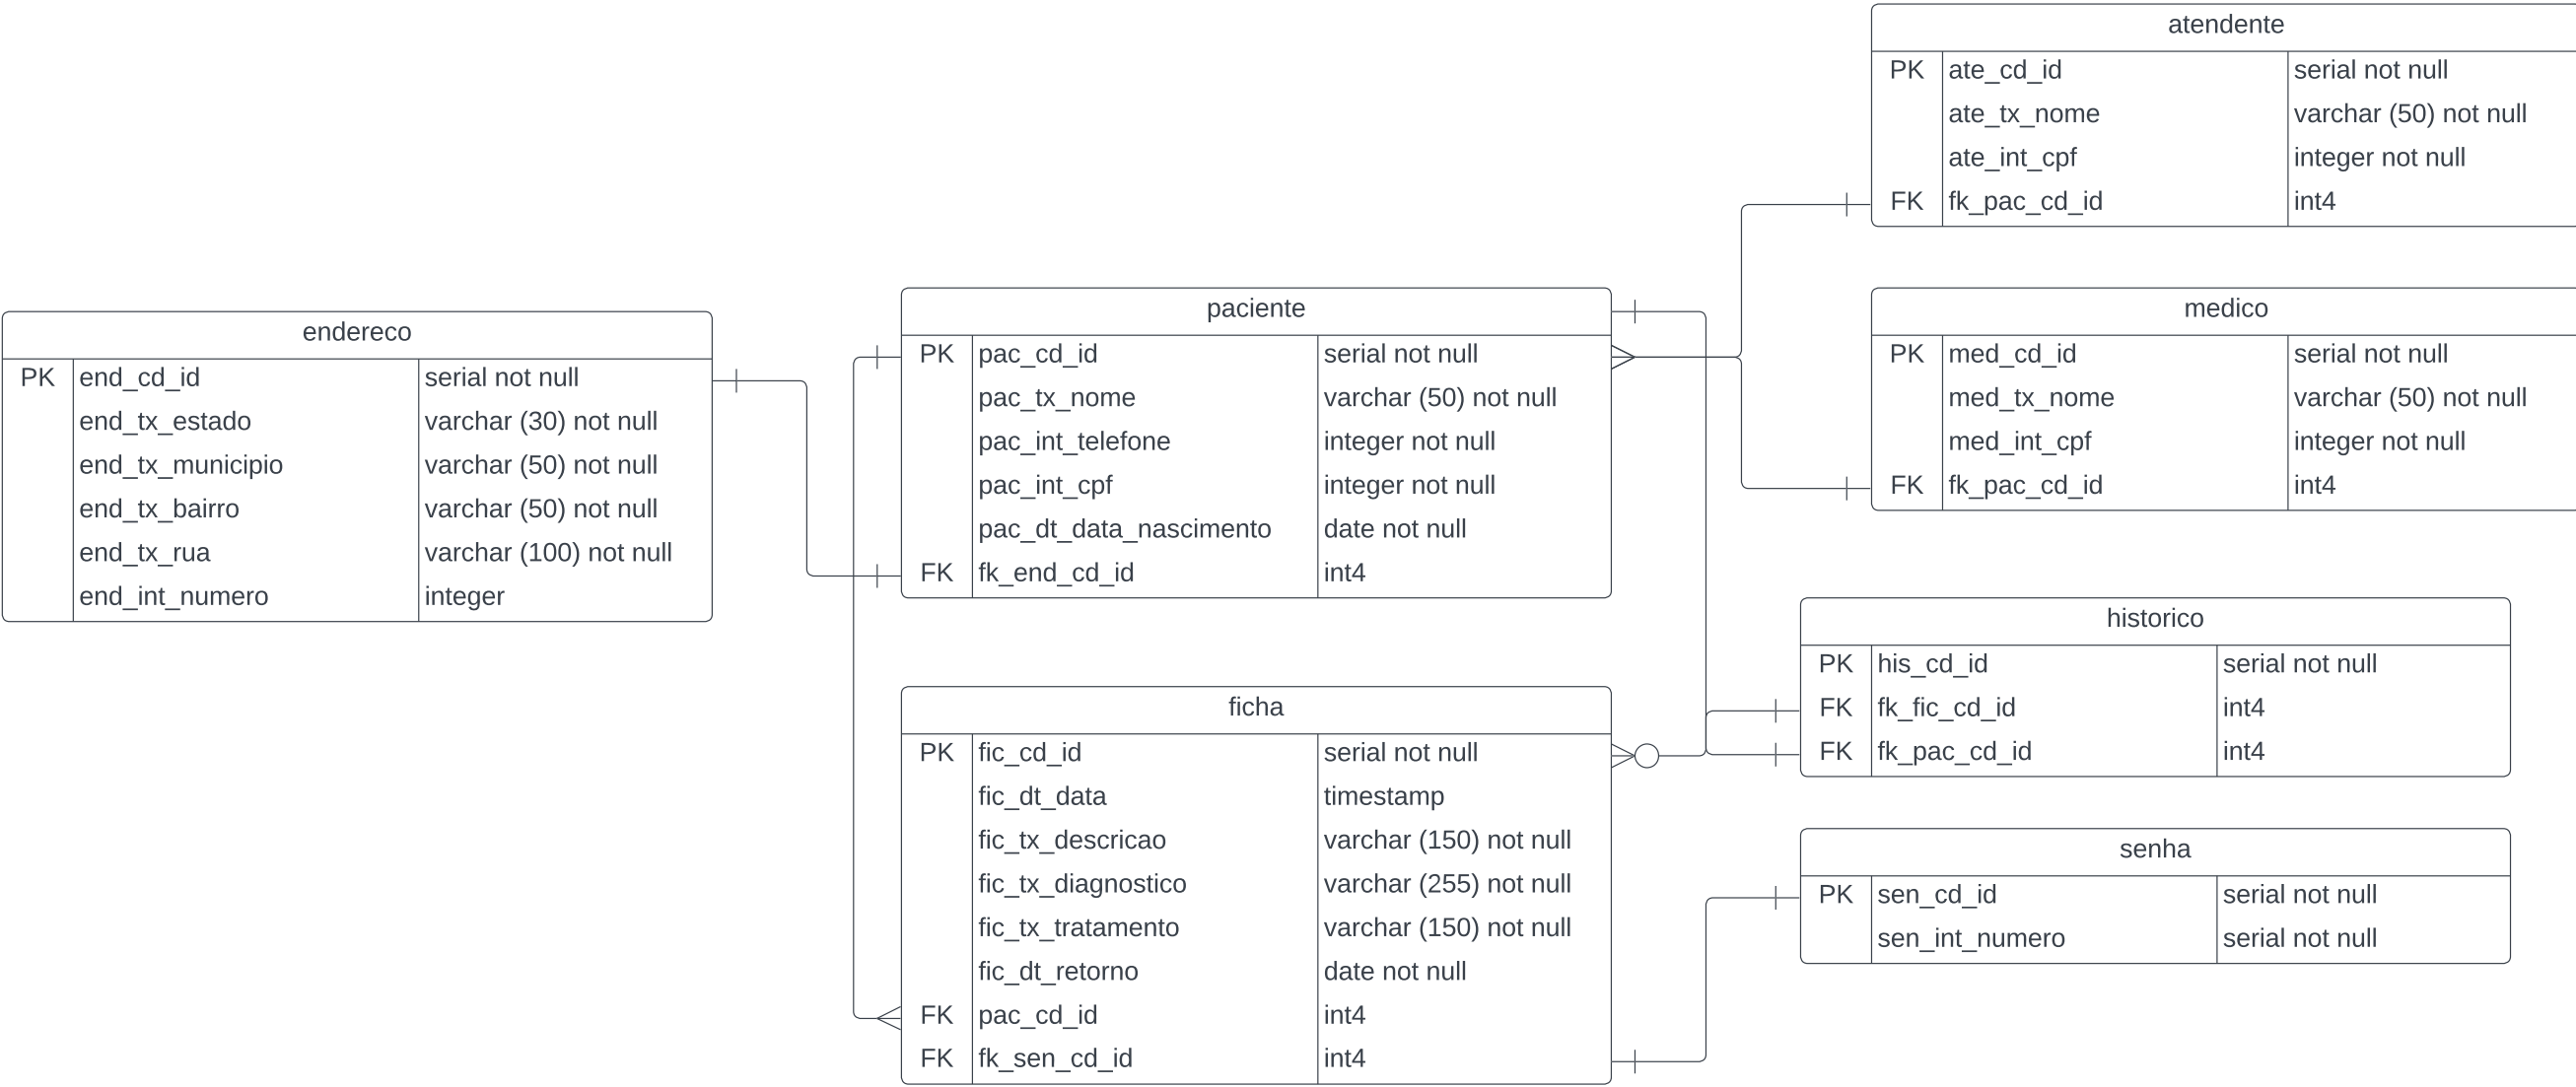 atendente
PK ate_cd_id serial not null
ate_tx_nome varchar (50) not null
ate_int_cpf integer not null
FK fk_pac_cd_id int4
endereco
PK end_cd_id serial not null
end_tx_estado varchar (30) not null
end_tx_municipio varchar (50) not null
end_tx_bairro varchar (50) not null
end_tx_rua varchar (100) not null
end_int_numero integer
paciente
PK pac_cd_id serial not null
pac_tx_nome varchar (50) not null
pac_int_telefone integer not null
pac_int_cpf integer not null
pac_dt_data_nascimento date not null
FK fk_end_cd_id int4
medico
PK med_cd_id serial not null
med_tx_nome varchar (50) not null
med_int_cpf integer not null
FK fk_pac_cd_id int4
ficha
PK fic_cd_id serial not null
fic_dt_data timestamp
fic_tx_descricao varchar (150) not null
fic_tx_diagnostico varchar (255) not null
fic_tx_tratamento varchar (150) not null
fic_dt_retorno date not null
FK pac_cd_id int4
FK fk_sen_cd_id int4
historico
PK his_cd_id serial not null
FK fk_fic_cd_id int4
FK fk_pac_cd_id int4
senha
PK sen_cd_id serial not null
sen_int_numero serial not null